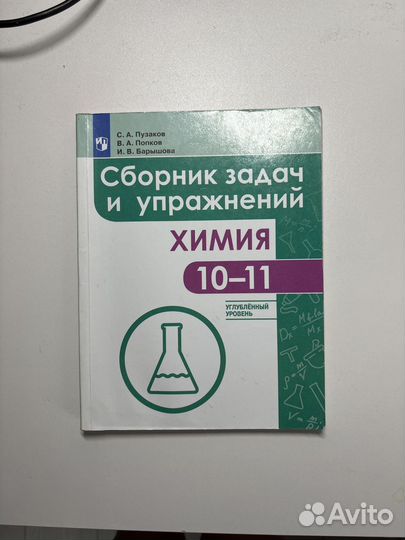 С. А. Пузаков
В. А. Попков
И. В. Барышова
Сборник задач
и упражнений
ХИМИЯ
10–11
УГЛУБЛЁННЫЙ
УРОВЕНЬ
Avito